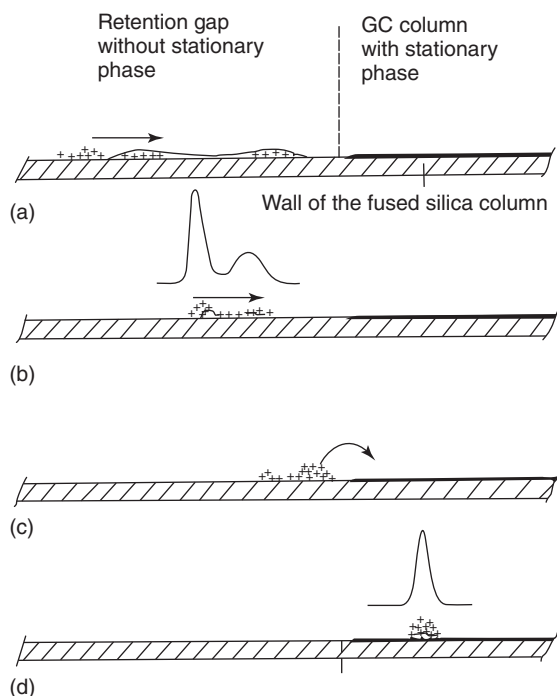 Retention gap
without stationary
phase
GC column
with stationary
phase
(a)
Wall of the fused silica column
(b)
(c)
(d)